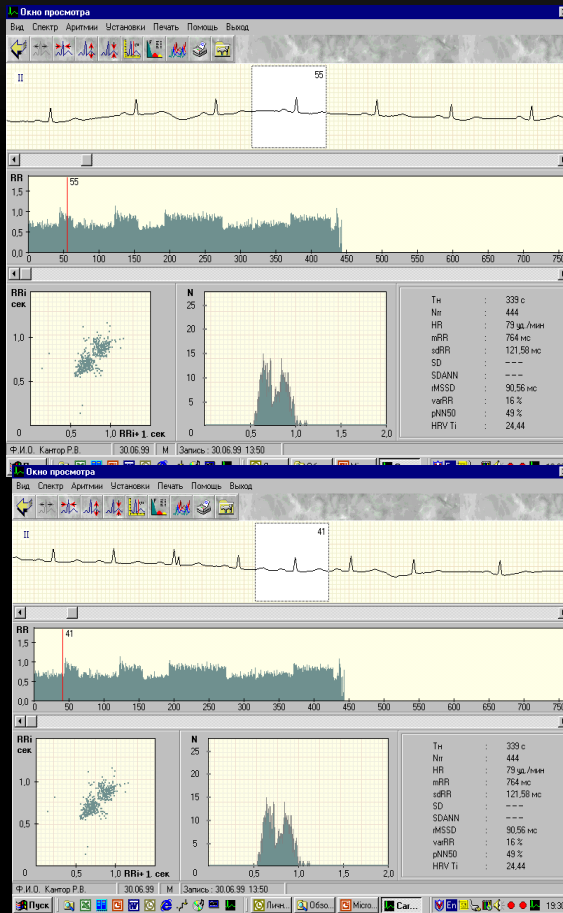 Окно просмотра
Вид Спектр Аритмии Установки Печать Помощь Выход
II
55
RR
55
1,5
1,0
0,5
0,0
0 50 100 150 200 250 300 350 400 450 500 550 600 650 700 750
RRi
сек
1,0
0,5
0
0,5 1,0 RRi+1. сек
N
25
20
15
10
5
0
0,5 1,0 1,5 2,0
Tн : 339 с
Nrr : 444
HR : 79 уд./мин
mRR : 764 мс
sdRR : 121,58 мс
SD : ---
SDANN : ---
rMSSD : 90,56 мс
varRR : 16 %
pNN50 : 49 %
HRV Ti : 24,44
Ф.И.О. Кантор Р.В. 30.06.99 М Запись : 30.06.99 13:50
Окно просмотра
Вид Спектр Аритмии Установки Печать Помощь Выход
II
41
RR
41
1,5
1,0
0,5
0,0
0 50 100 150 200 250 300 350 400 450 500 550 600 650 700 750
RRi
сек
1,0
0,5
0
0,5 1,0 RRi+1. сек
N
25
20
15
10
5
0
0,5 1,0 1,5 2,0
Tн : 339 с
Nrr : 444
HR : 79 уд./мин
mRR : 764 мс
sdRR : 121,58 мс
SD : ---
SDANN : ---
rMSSD : 90,56 мс
varRR : 16 %
pNN50 : 49 %
HRV Ti : 24,44
Ф.И.О. Кантор Р.В. 30.06.99 М Запись : 30.06.99 13:50
Пуск Личн... Обзо... Micro... Car... En 19:30